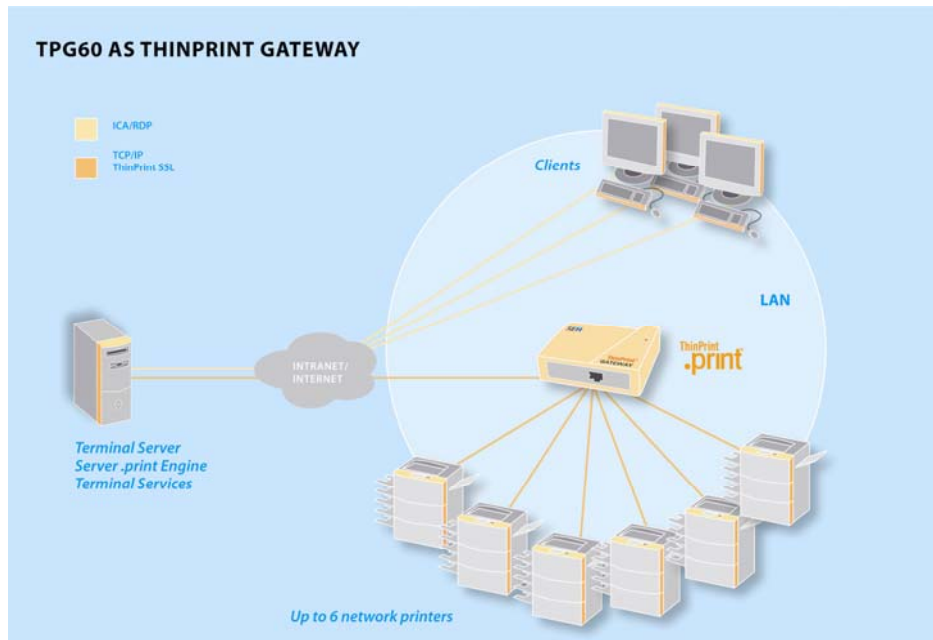 TPG60 AS THINPRINT GATEWAY
ICA/RDP
TCP/IP
ThinPrint SSL
Clients
LAN
SEH
ThinPrint
GATEWAY
ThinPrint
.print
INTRANET/
INTERNET
Terminal Server
Server .print Engine
Terminal Services
Up to 6 network printers